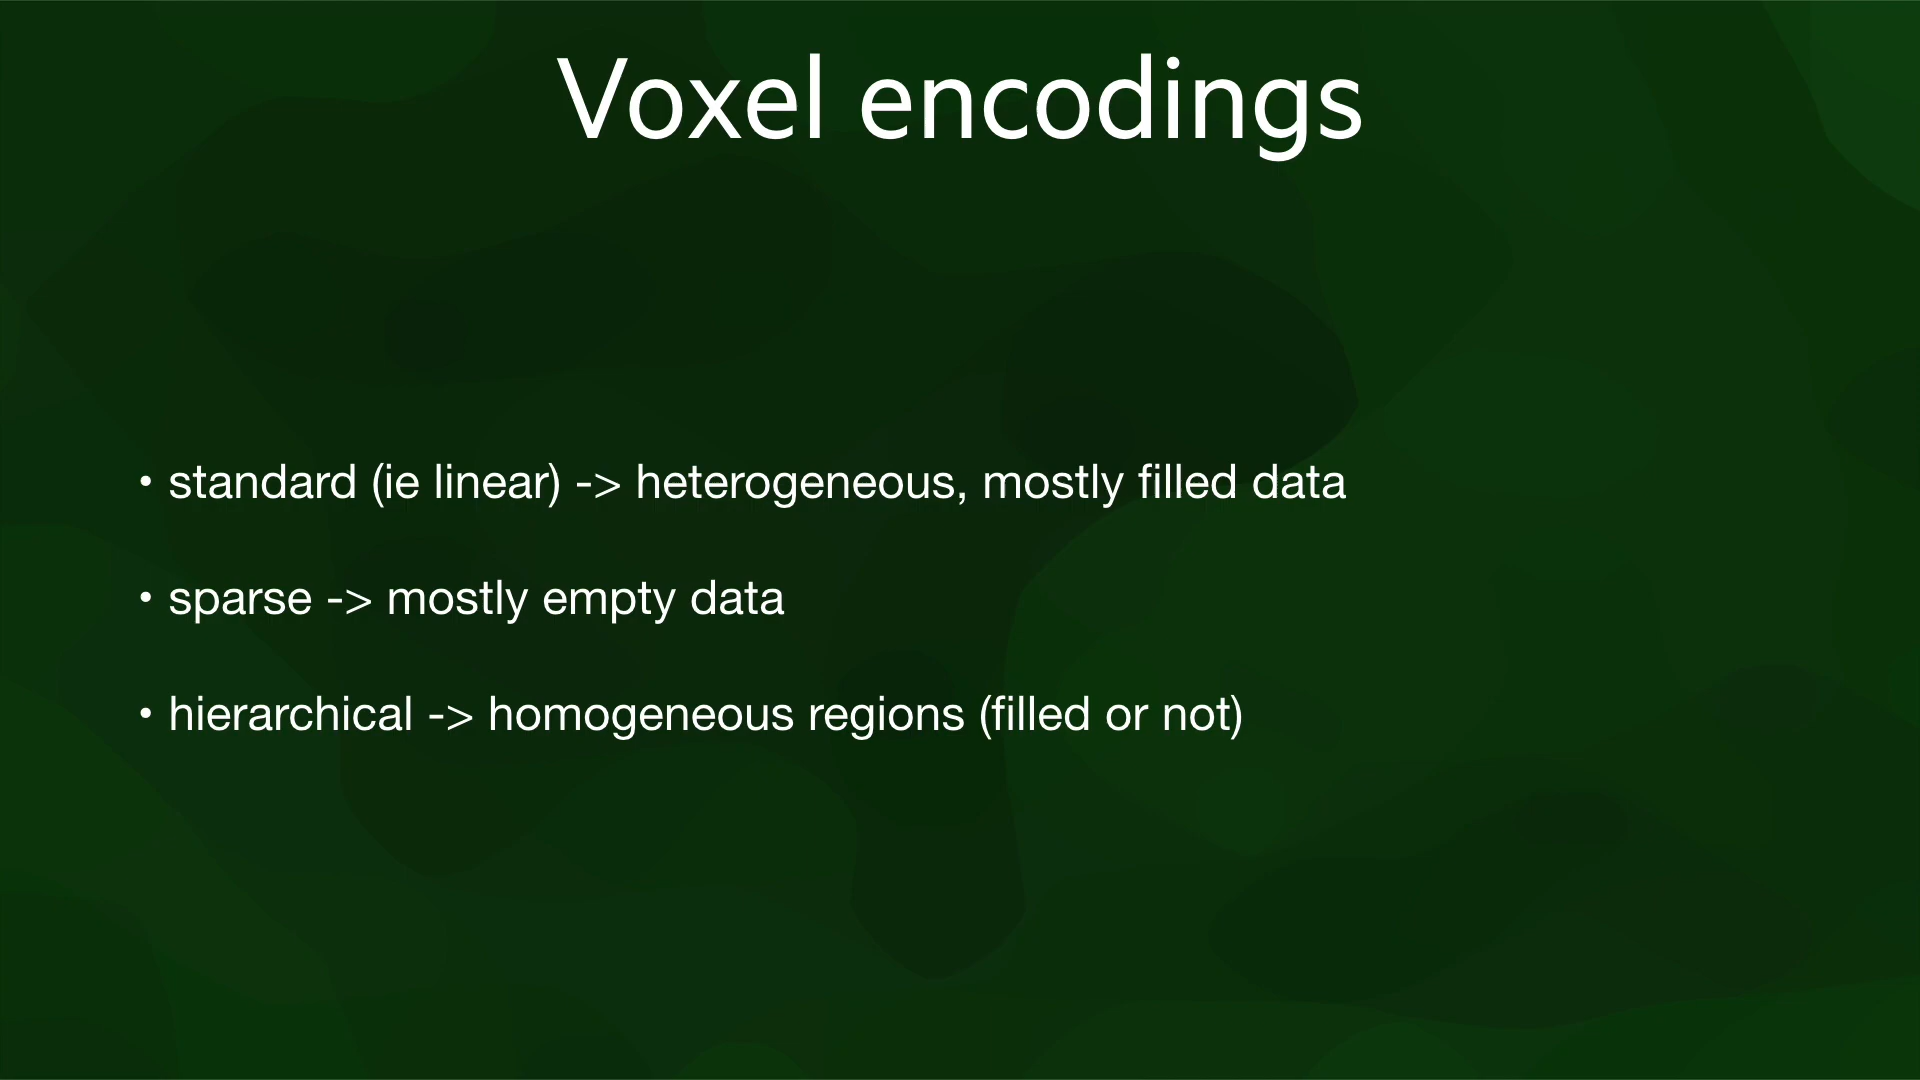 Voxel encodings
• standard (ie linear) -> heterogeneous, mostly filled data
• sparse -> mostly empty data
• hierarchical -> homogeneous regions (filled or not)